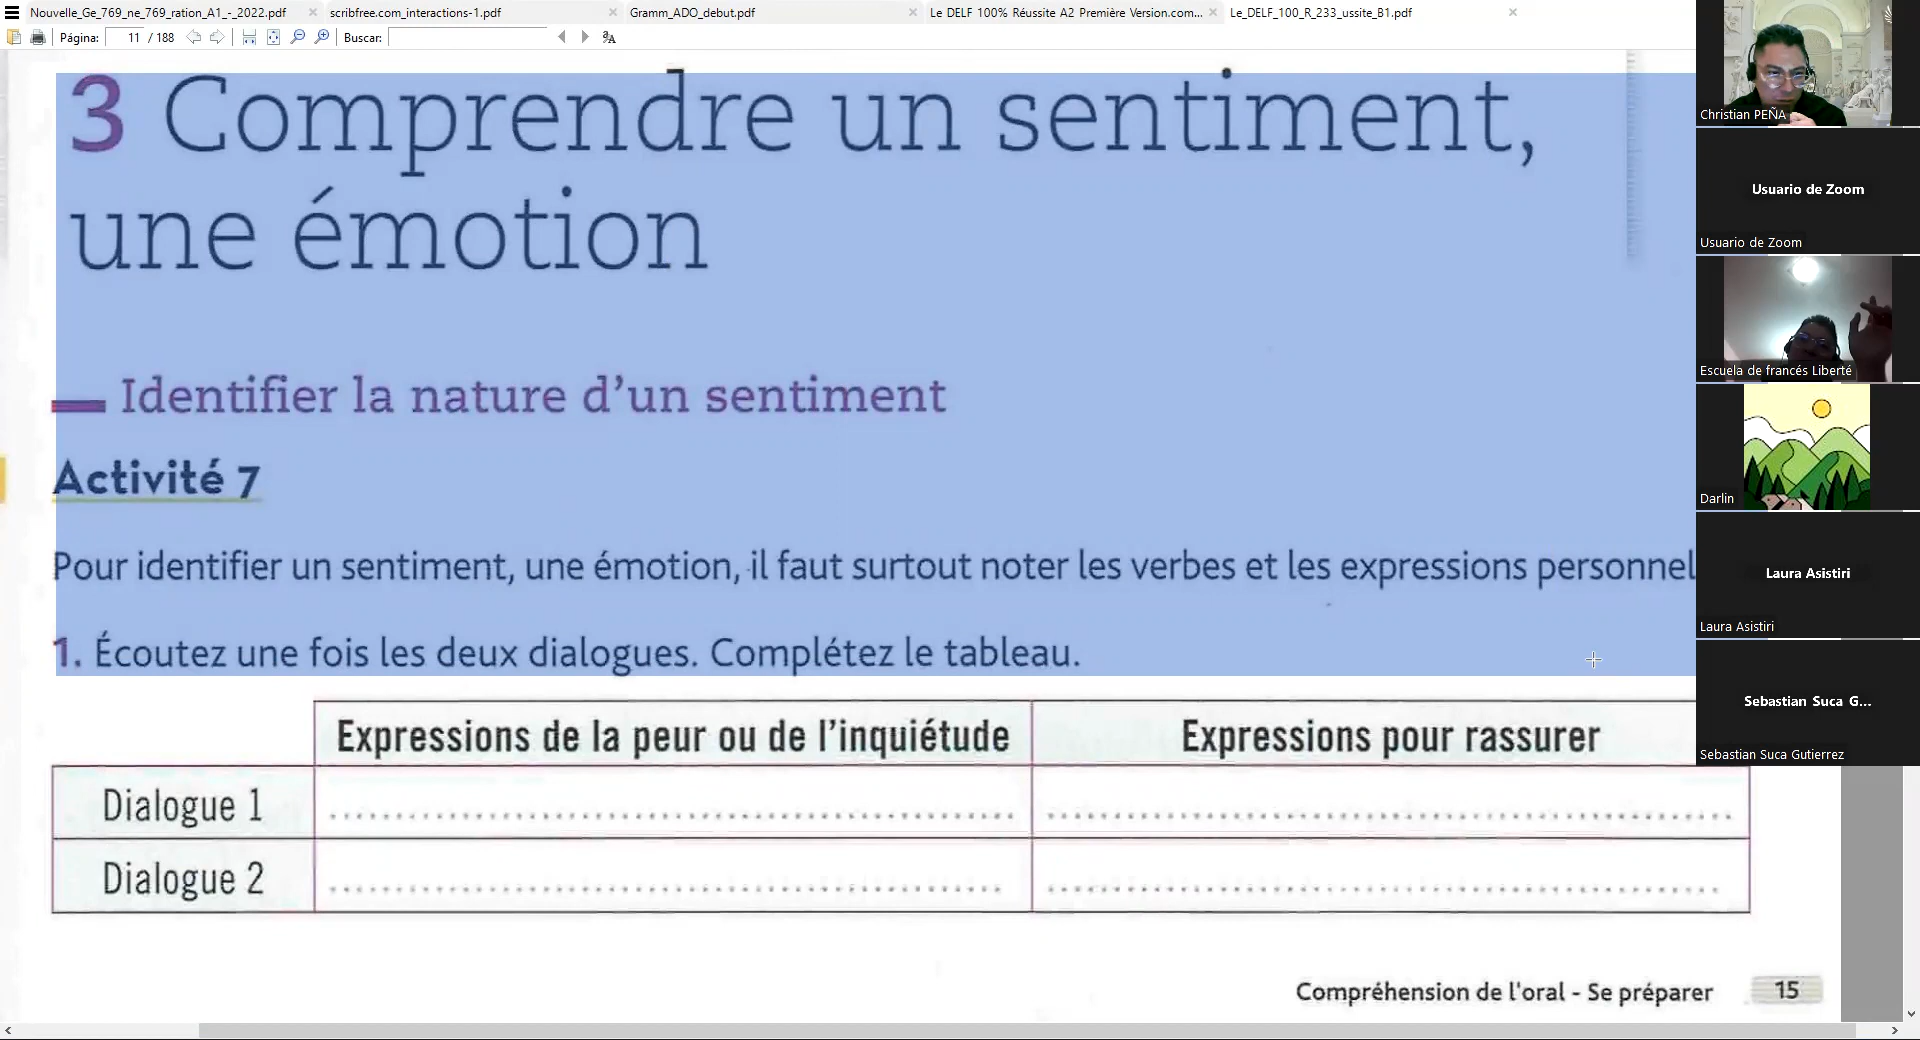 Nouvelle_Ge_769_ne_769_ration_A1_-_2022.pdf
scribfree.com_interactions-1.pdf
Gramm_ADO_debut.pdf
Le DELF 100% Réussite A2 Première Version.com...
Le_DELF_100_R_233_ussite_B1.pdf
Página: 11 / 188
Buscar:
3 Comprendre un sentiment,
une émotion
Identifier la nature d'un sentiment
Activité 7
Pour identifier un sentiment, une émotion, il faut surtout noter les verbes et les expressions personnel
1. Écoutez une fois les deux dialogues. Complétez le tableau.
Expressions de la peur ou de l'inquiétude
Expressions pour rassurer
Dialogue 1
Dialogue 2
Compréhension de l'oral - Se préparer 15
Christian PEÑA
Usuario de Zoom
Usuario de Zoom
Escuela de francés Liberté
Darlin
Laura Asistiri
Laura Asistiri
Sebastian Suca G...
Sebastian Suca Gutierrez